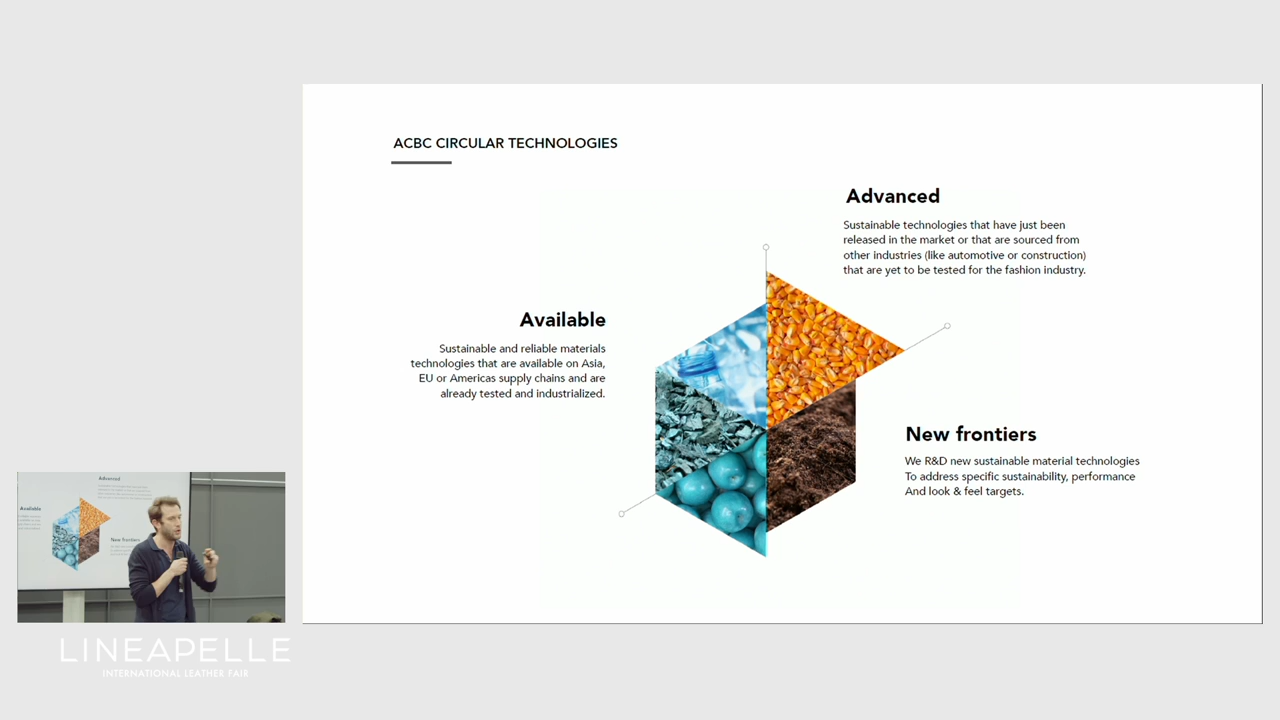 ACBC CIRCULAR TECHNOLOGIES
Advanced
Sustainable technologies that have just been
released in the market or that are sourced from
other industries (like automotive or construction)
that are yet to be tested for the fashion industry.
Available
Sustainable and reliable materials
technologies that are available on Asia,
EU or Americas supply chains and are
already tested and industrialized.
New frontiers
We R&D new sustainable material technologies
To address specific sustainability, performance
And look & feel targets.
Advanced
Available
New frontiers
LINEAPELLE
INTERNATIONAL LEATHER FAIR